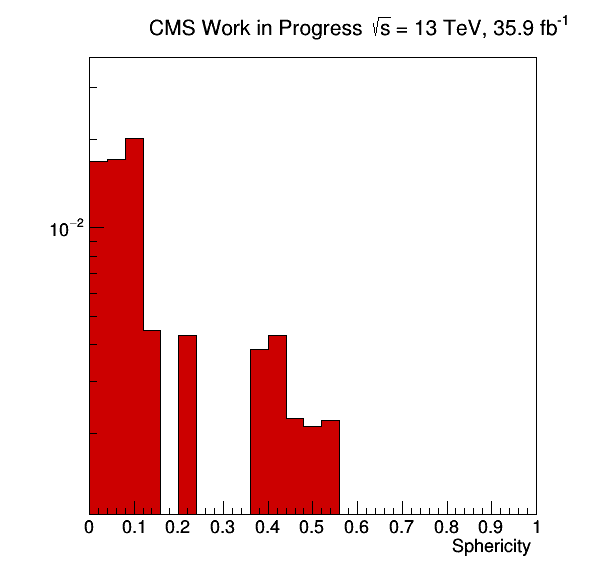 CMS Work in Progress √s = 13 TeV, 35.9 fb⁻¹
10⁻²
0 0.1 0.2 0.3 0.4 0.5 0.6 0.7 0.8 0.9 1
Sphericity